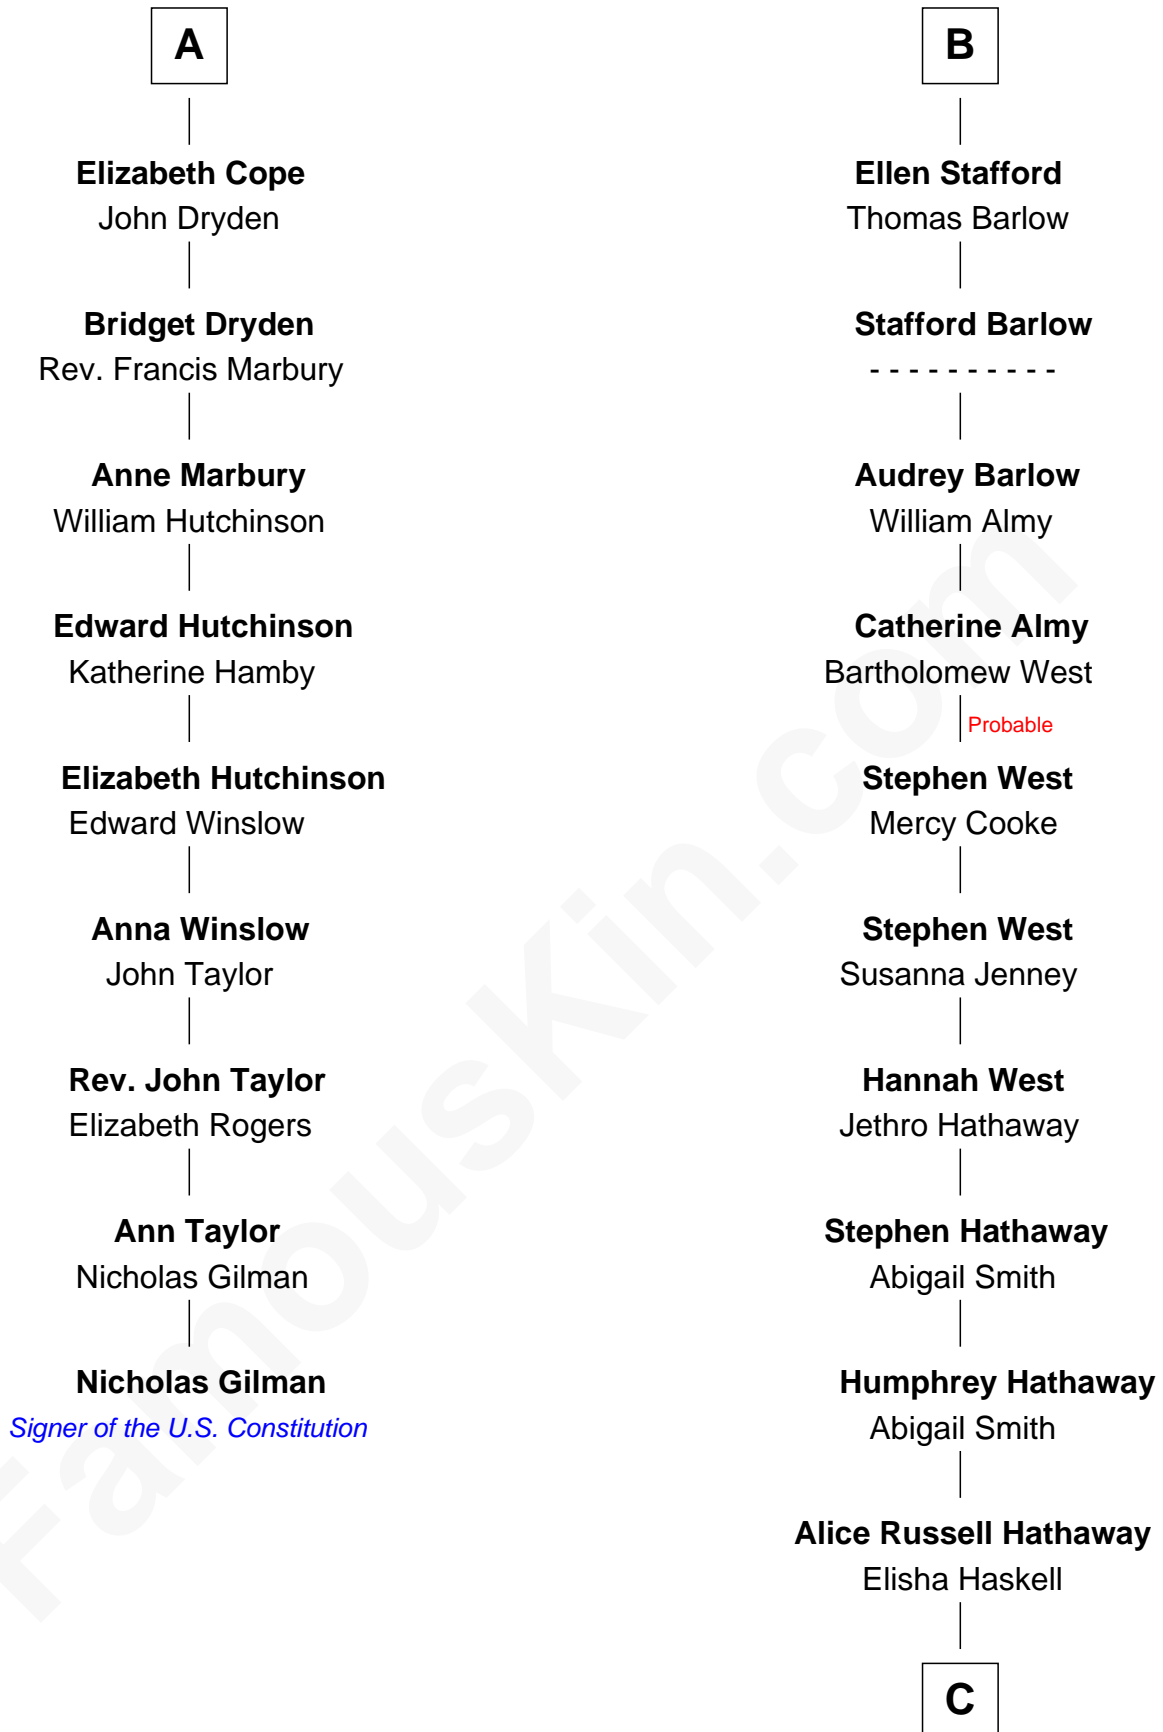 A
Elizabeth Cope
John Dryden
Bridget Dryden
Rev. Francis Marbury
Anne Marbury
William Hutchinson
Edward Hutchinson
Katherine Hamby
Elizabeth Hutchinson
Edward Winslow
Anna Winslow
John Taylor
Rev. John Taylor
Elizabeth Rogers
Ann Taylor
Nicholas Gilman
Nicholas Gilman
Signer of the U.S. Constitution
B
Ellen Stafford
Thomas Barlow
Stafford Barlow
- - - - - - - - - -
Audrey Barlow
William Almy
Catherine Almy
Bartholomew West
Probable
Stephen West
Mercy Cooke
Stephen West
Susanna Jenney
Hannah West
Jethro Hathaway
Stephen Hathaway
Abigail Smith
Humphrey Hathaway
Abigail Smith
Alice Russell Hathaway
Elisha Haskell
C
FamousKin.com